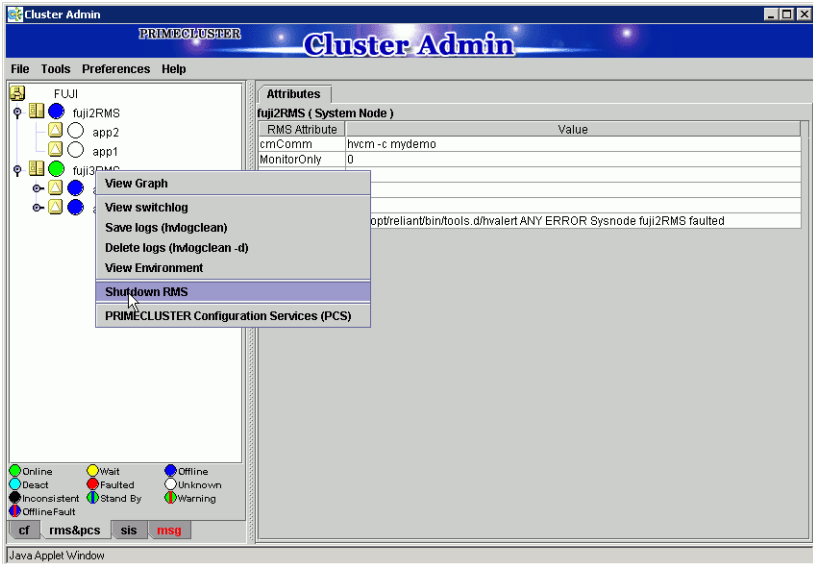 Cluster Admin
PRIMECLUSTER
Cluster Admin
File Tools Preferences Help
FUJI
fuji2RMS
app2
app1
fuji3RMS
View Graph
View switchlog
Save logs (hvlogclean)
Delete logs (hvlogclean -d)
View Environment
Shutdown RMS
PRIMECLUSTER Configuration Services (PCS)
Online Wait Offline
Deact Faulted Unknown
Inconsistent Stand By Warning
OfflineFault
cf rms&pcs sis msg
Attributes
fuji2RMS ( System Node )
RMS Attribute Value
cmComm hvcm -c mydemo
MonitorOnly 0
opt/reliant/bin/tools.d/hvalert ANY ERROR Sysnode fuji2RMS faulted
Java Applet Window